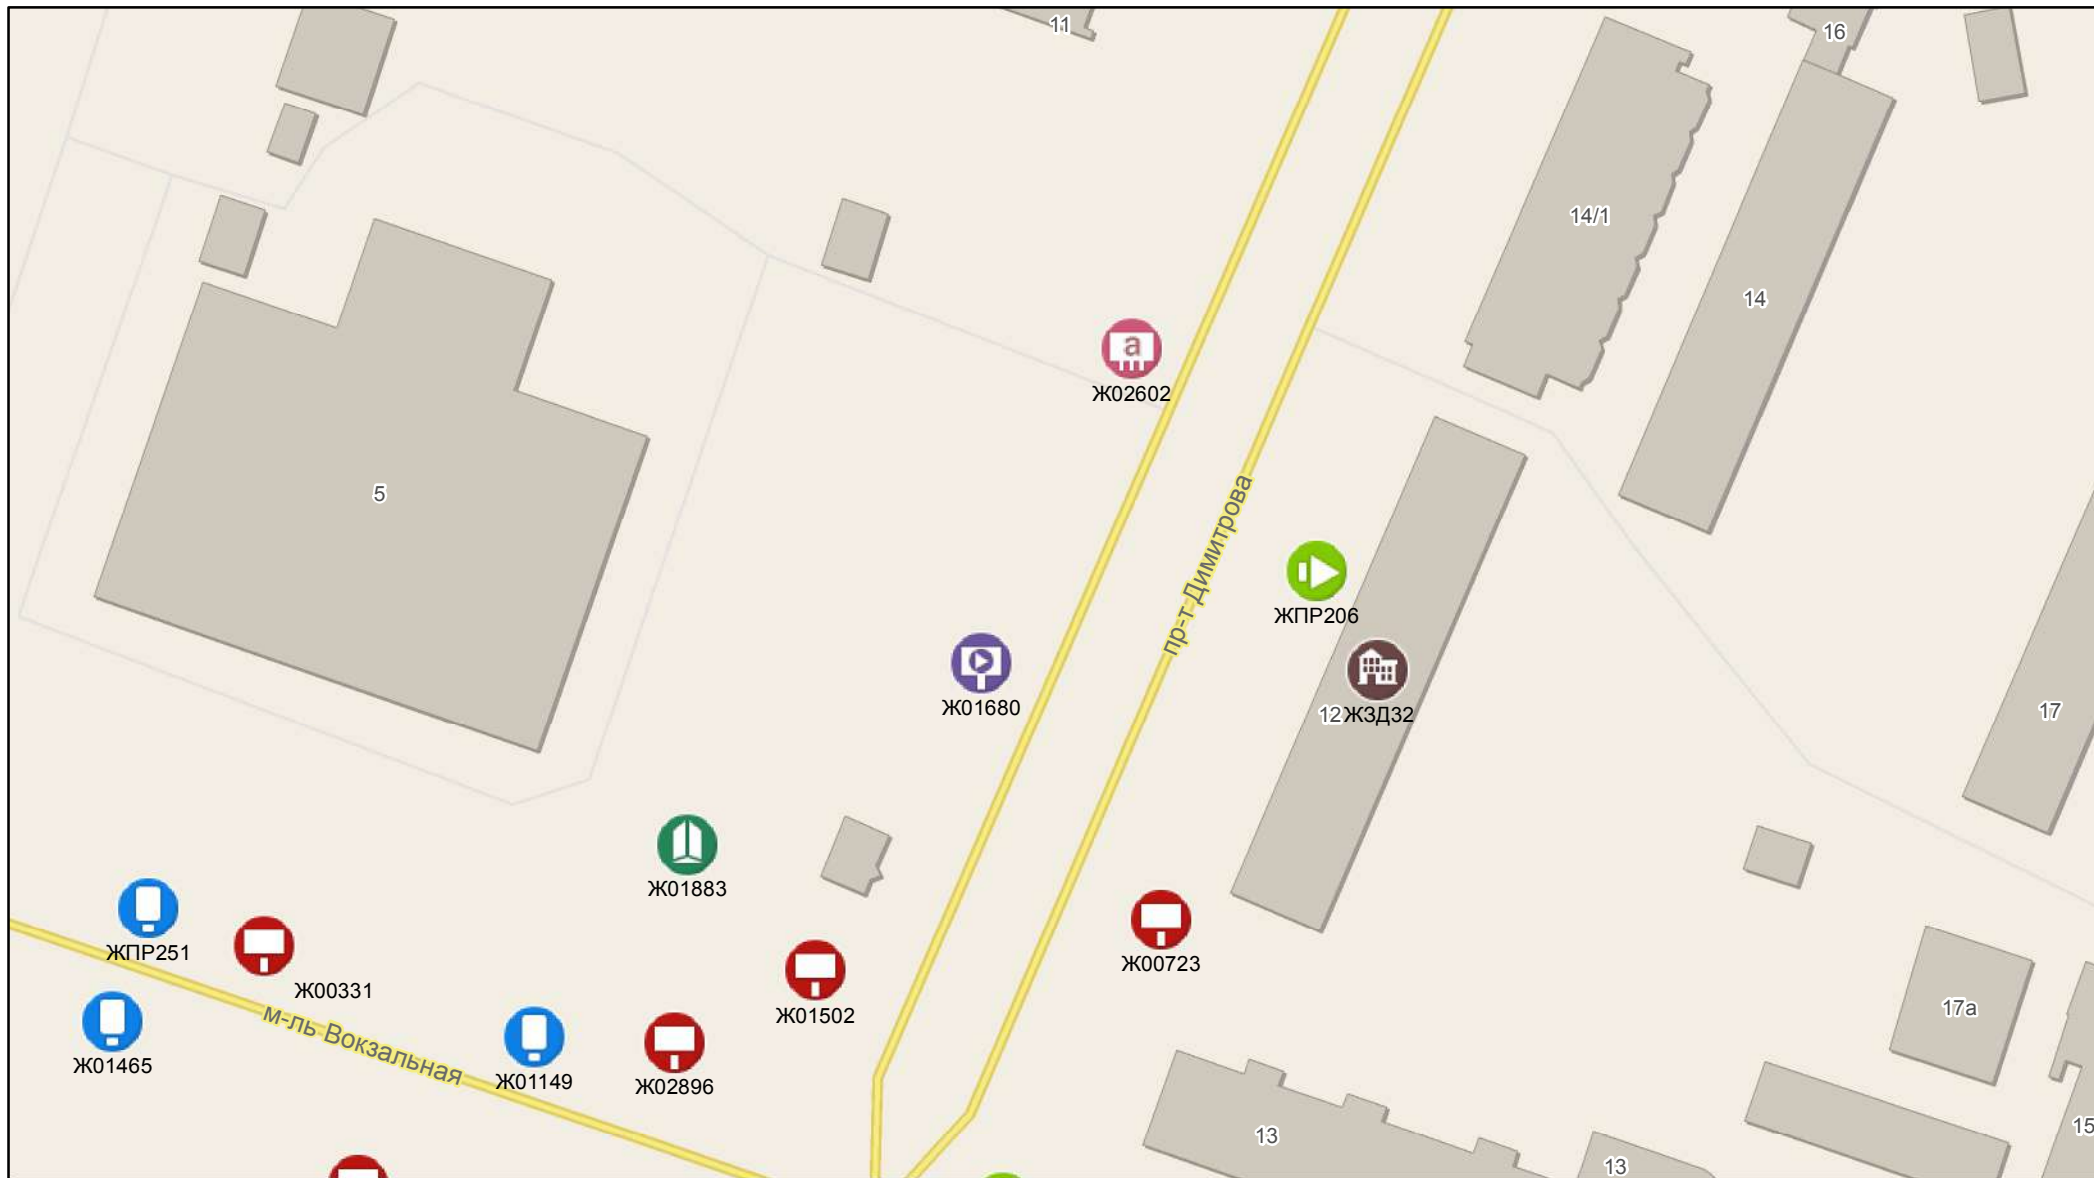 11
16
14/1
14
a
Ж02602
5
пр-т Димитрова
ЖПР206
Ж01680
12
ЖЗД32
17
Ж01883
ЖПР251
Ж00331
Ж00723
м-ль Вокзальная
Ж01502
17а
Ж01465
Ж01149
Ж02896
13
15
13